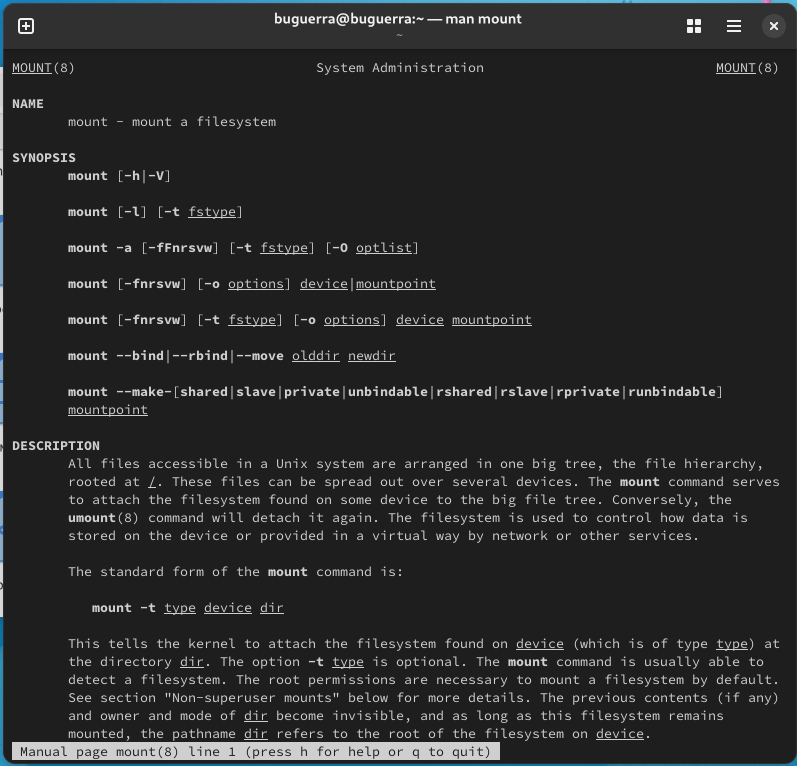 buguerra@buguerra:~ — man mount
~
MOUNT(8) System Administration MOUNT(8)
NAME
mount - mount a filesystem
SYNOPSIS
mount [-h|-V]
mount [-l] [-t fstype]
mount -a [-fFnrsvw] [-t fstype] [-O optlist]
mount [-fnrsvw] [-o options] device|mountpoint
mount [-fnrsvw] [-t fstype] [-o options] device mountpoint
mount --bind|--rbind|--move olddir newdir
mount --make-[shared|slave|private|unbindable|rshared|rslave|rprivate|runbindable]
mountpoint
DESCRIPTION
All files accessible in a Unix system are arranged in one big tree, the file hierarchy,
rooted at /. These files can be spread out over several devices. The mount command serves
to attach the filesystem found on some device to the big file tree. Conversely, the
umount(8) command will detach it again. The filesystem is used to control how data is
stored on the device or provided in a virtual way by network or other services.
The standard form of the mount command is:
mount -t type device dir
This tells the kernel to attach the filesystem found on device (which is of type type) at
the directory dir. The option -t type is optional. The mount command is usually able to
detect a filesystem. The root permissions are necessary to mount a filesystem by default.
See section "Non-superuser mounts" below for more details. The previous contents (if any)
and owner and mode of dir become invisible, and as long as this filesystem remains
mounted, the pathname dir refers to the root of the filesystem on device.
Manual page mount(8) line 1 (press h for help or q to quit)